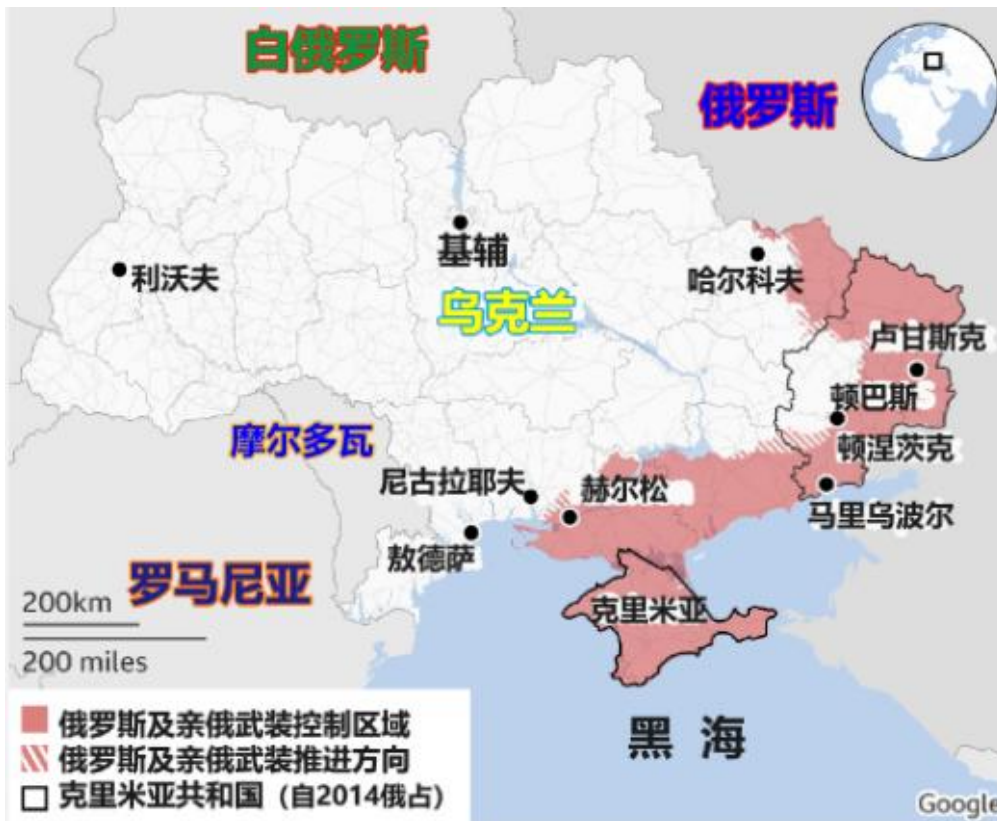 白俄罗斯
俄罗斯
基辅
利沃夫
哈尔科夫
乌克兰
卢甘斯克
顿巴斯
摩尔多瓦
顿涅茨克
尼古拉耶夫
赫尔松
马里乌波尔
敖德萨
罗马尼亚
200km
克里米亚
200 miles
俄罗斯及亲俄武装控制区域
黑 海
俄罗斯及亲俄武装推进方向
克里米亚共和国（自2014俄占）
Google